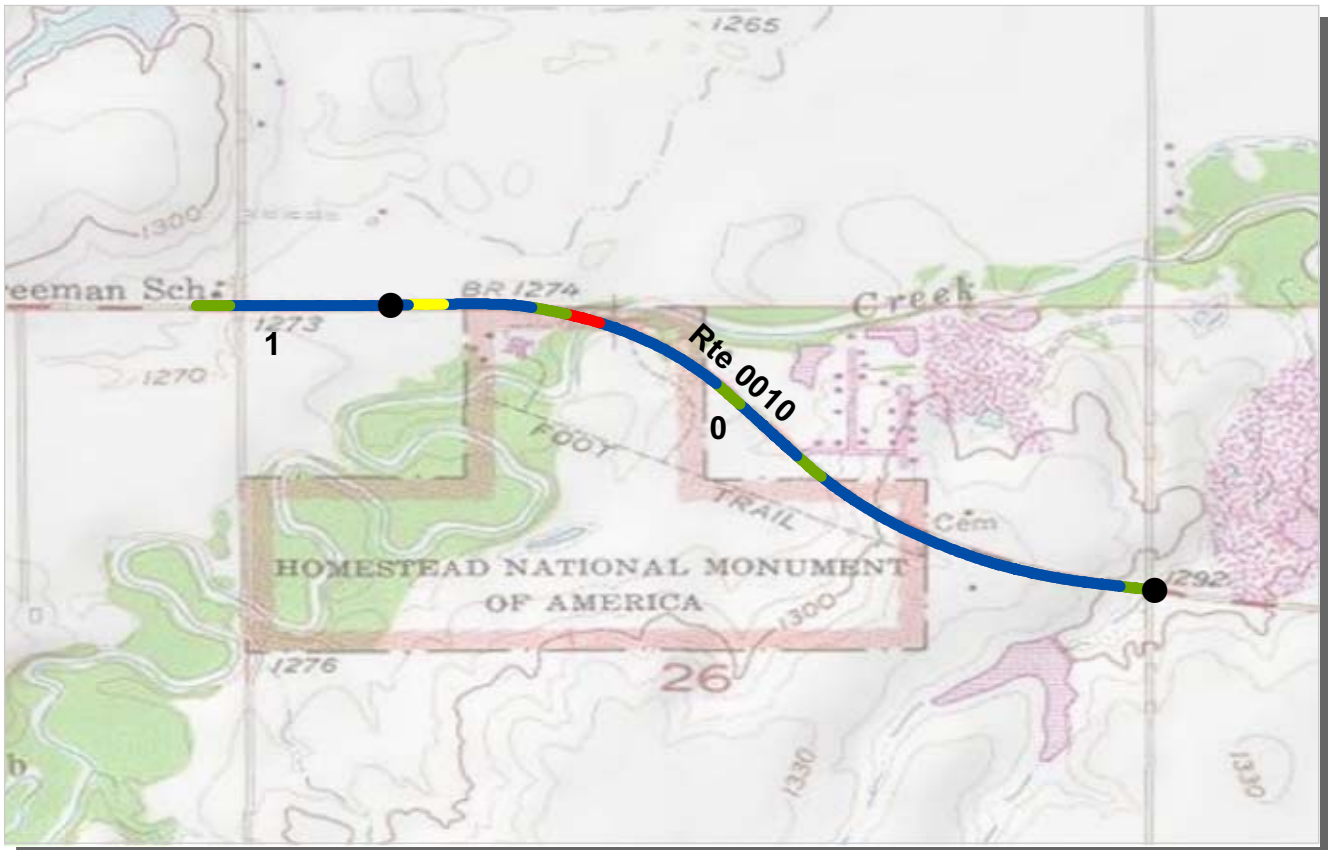 1265
1300
reeman Sch.
BR 1274
Creek
1273
1
1270
Rte 0010
0
FOOT
TRAIL
Cem
HOMESTEAD NATIONAL MONUMENT
OF AMERICA
1292
1300
1276
26
b
1330
1330